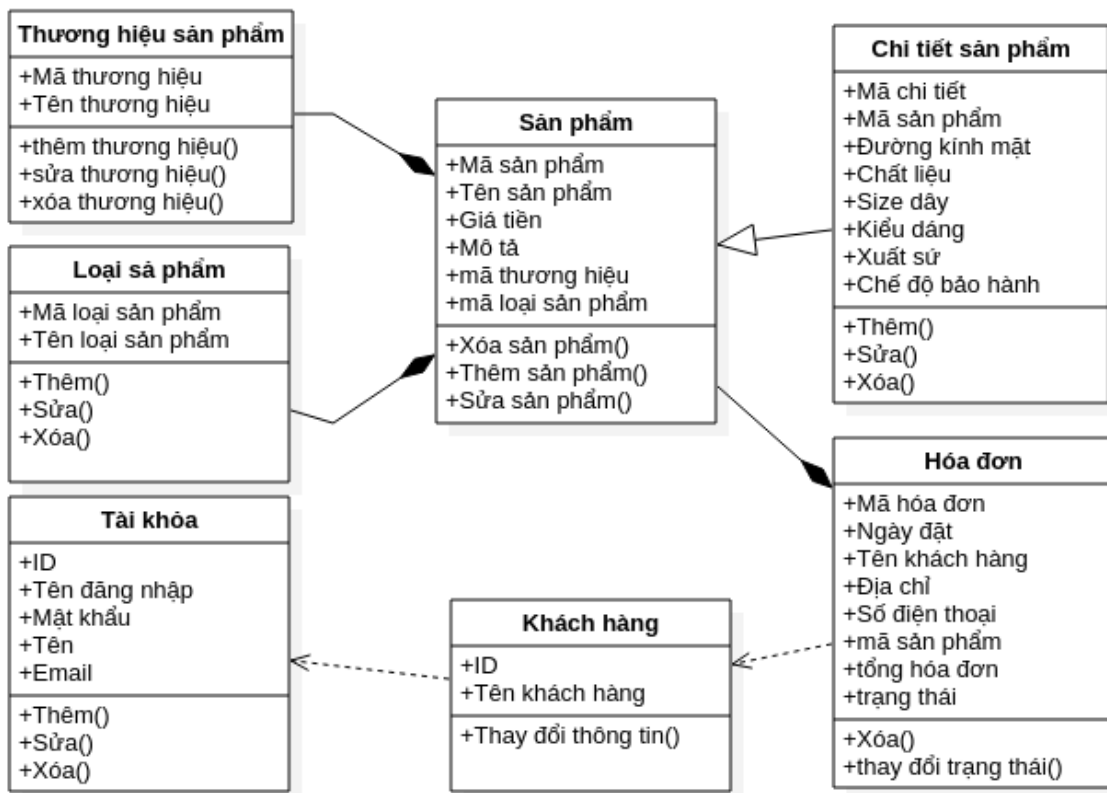 Thương hiệu sản phẩm
+Mã thương hiệu
+Tên thương hiệu
+thêm thương hiệu()
+sửa thương hiệu()
+xóa thương hiệu()
Loại sả phẩm
+Mã loại sản phẩm
+Tên loại sản phẩm
+Thêm()
+Sửa()
+Xóa()
Tài khỏa
+ID
+Tên đăng nhập
+Mật khẩu
+Tên
+Email
+Thêm()
+Sửa()
+Xóa()
Sản phẩm
+Mã sản phẩm
+Tên sản phẩm
+Giá tiền
+Mô tả
+mã thương hiệu
+mã loại sản phẩm
+Xóa sản phẩm()
+Thêm sản phẩm()
+Sửa sản phẩm()
Khách hàng
+ID
+Tên khách hàng
+Thay đổi thông tin()
Chi tiết sản phẩm
+Mã chi tiết
+Mã sản phẩm
+Đường kính mặt
+Chất liệu
+Size dây
+Kiểu dáng
+Xuất sứ
+Chế độ bảo hành
+Thêm()
+Sửa()
+Xóa()
Hóa đơn
+Mã hóa đơn
+Ngày đặt
+Tên khách hàng
+Địa chỉ
+Số điện thoại
+mã sản phẩm
+tổng hóa đơn
+trạng thái
+Xóa()
+thay đổi trạng thái()